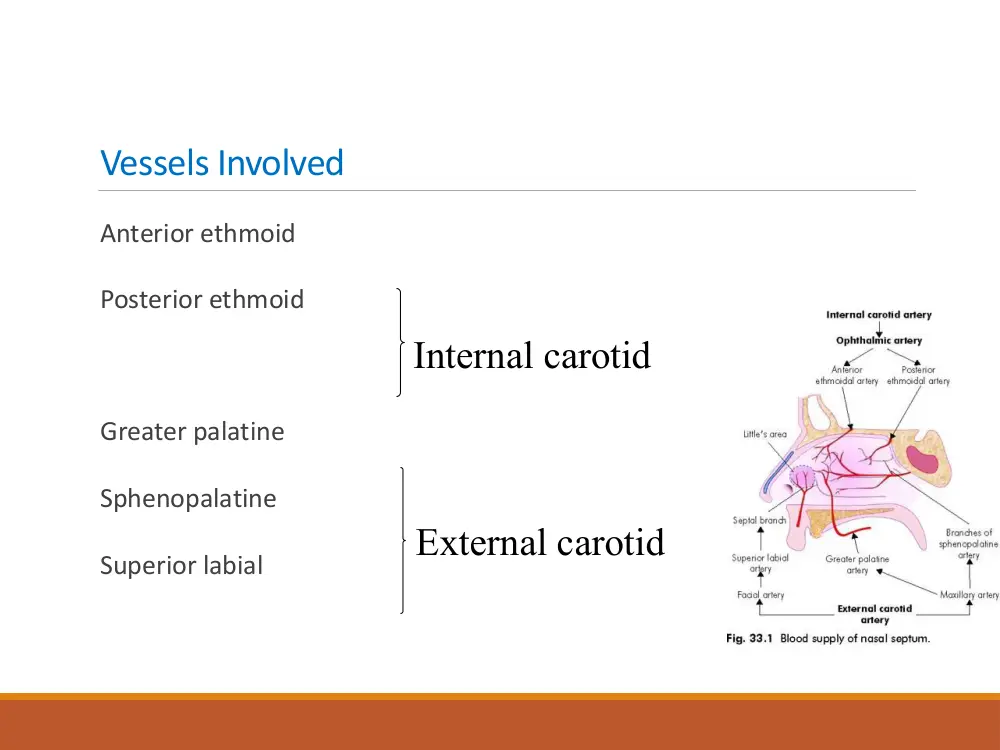 Vessels Involved
Anterior ethmoid
Posterior ethmoid
Internal carotid
Greater palatine
Sphenopalatine
Superior labial
External carotid
Internal carotid artery
Ophthalmic artery
Anterior
ethmoidal artery
Posterior
ethmoidal artery
Little's area
Septal branch
Superior labial
artery
Facial artery
Greater palatine
artery
Branches of
sphenopalatine
artery
Maxillary artery
External carotid
artery
Fig. 33.1 Blood supply of nasal septum.